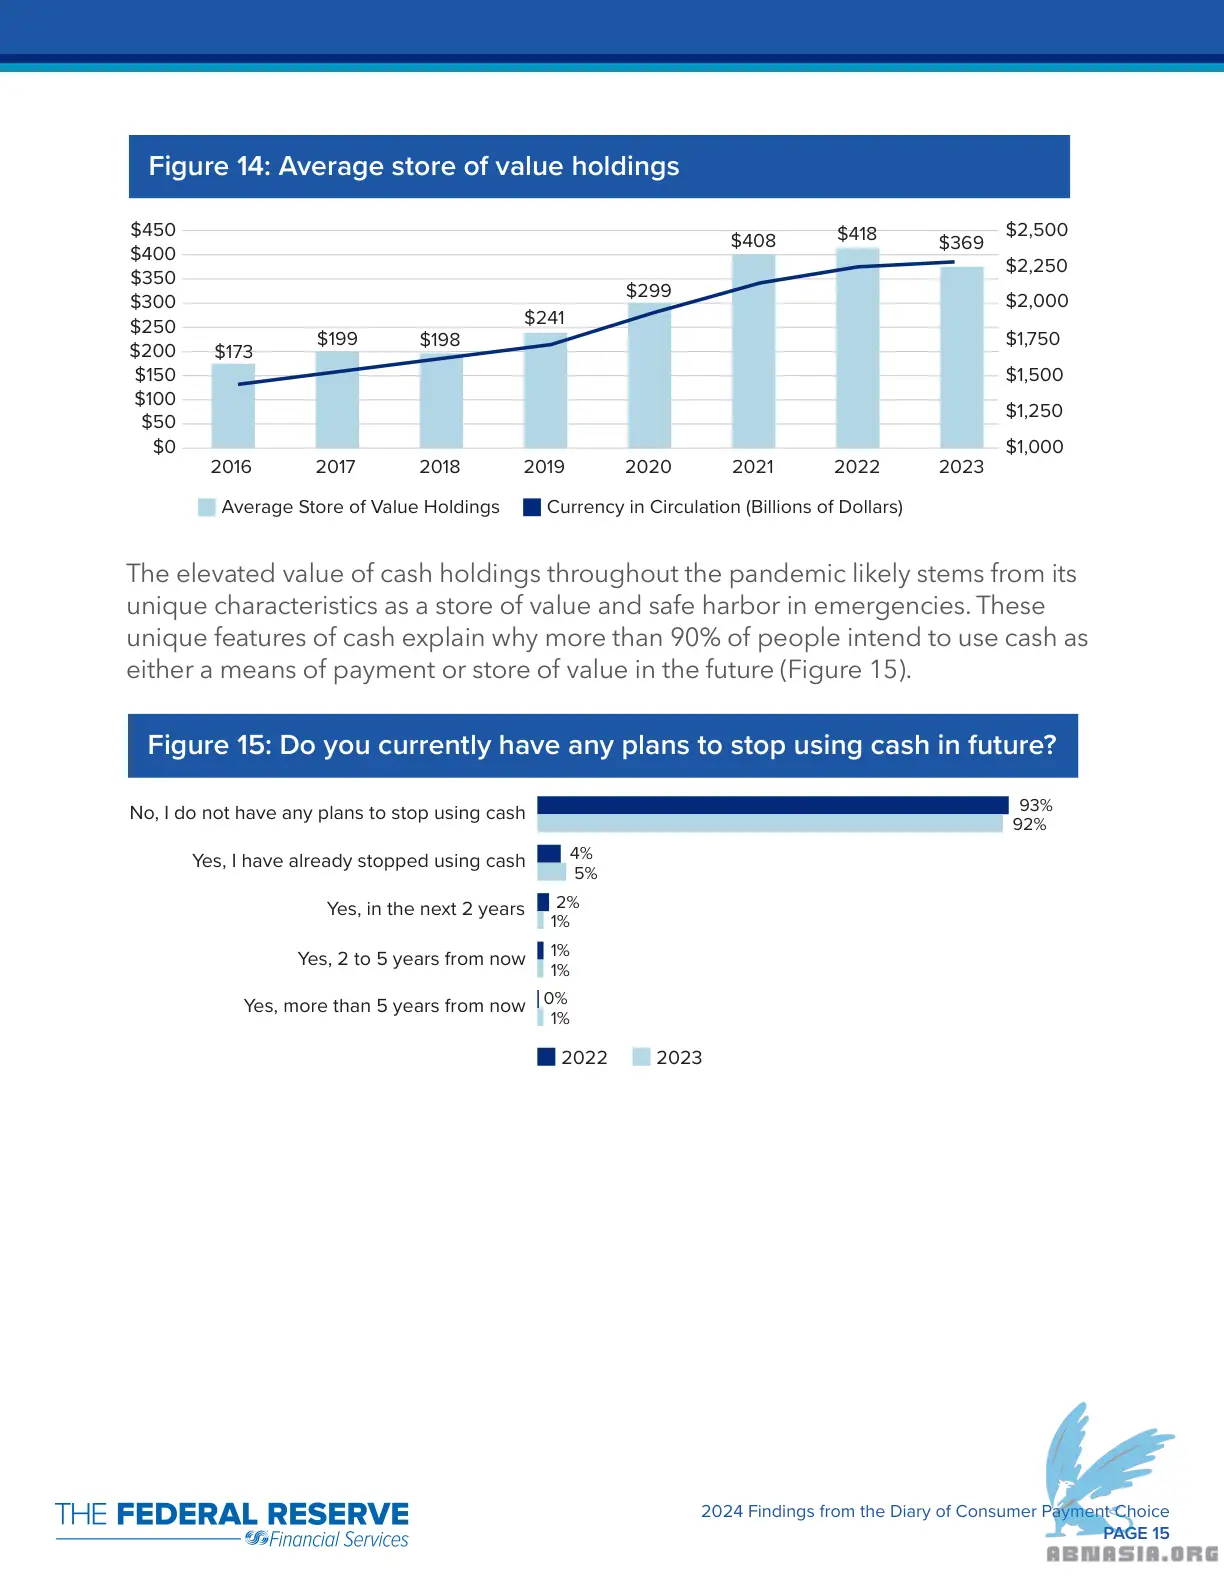 Figure 14: Average store of value holdings
$450
$400
$350
$300
$250
$200
$150
$100
$50
$0
$2,500
$2,250
$2,000
$1,750
$1,500
$1,250
$1,000
$173
$199
$198
$241
$299
$408
$418
$369
2016 2017 2018 2019 2020 2021 2022 2023
Average Store of Value Holdings Currency in Circulation (Billions of Dollars)
The elevated value of cash holdings throughout the pandemic likely stems from its
unique characteristics as a store of value and safe harbor in emergencies. These
unique features of cash explain why more than 90% of people intend to use cash as
either a means of payment or store of value in the future (Figure 15).
Figure 15: Do you currently have any plans to stop using cash in future?
No, I do not have any plans to stop using cash
93%
92%
Yes, I have already stopped using cash
4%
5%
Yes, in the next 2 years
2%
1%
Yes, 2 to 5 years from now
1%
1%
Yes, more than 5 years from now
0%
1%
2022 2023
THE FEDERAL RESERVE
Financial Services
2024 Findings from the Diary of Consumer Payment Choice
PAGE 15
ABNASIA.ORG